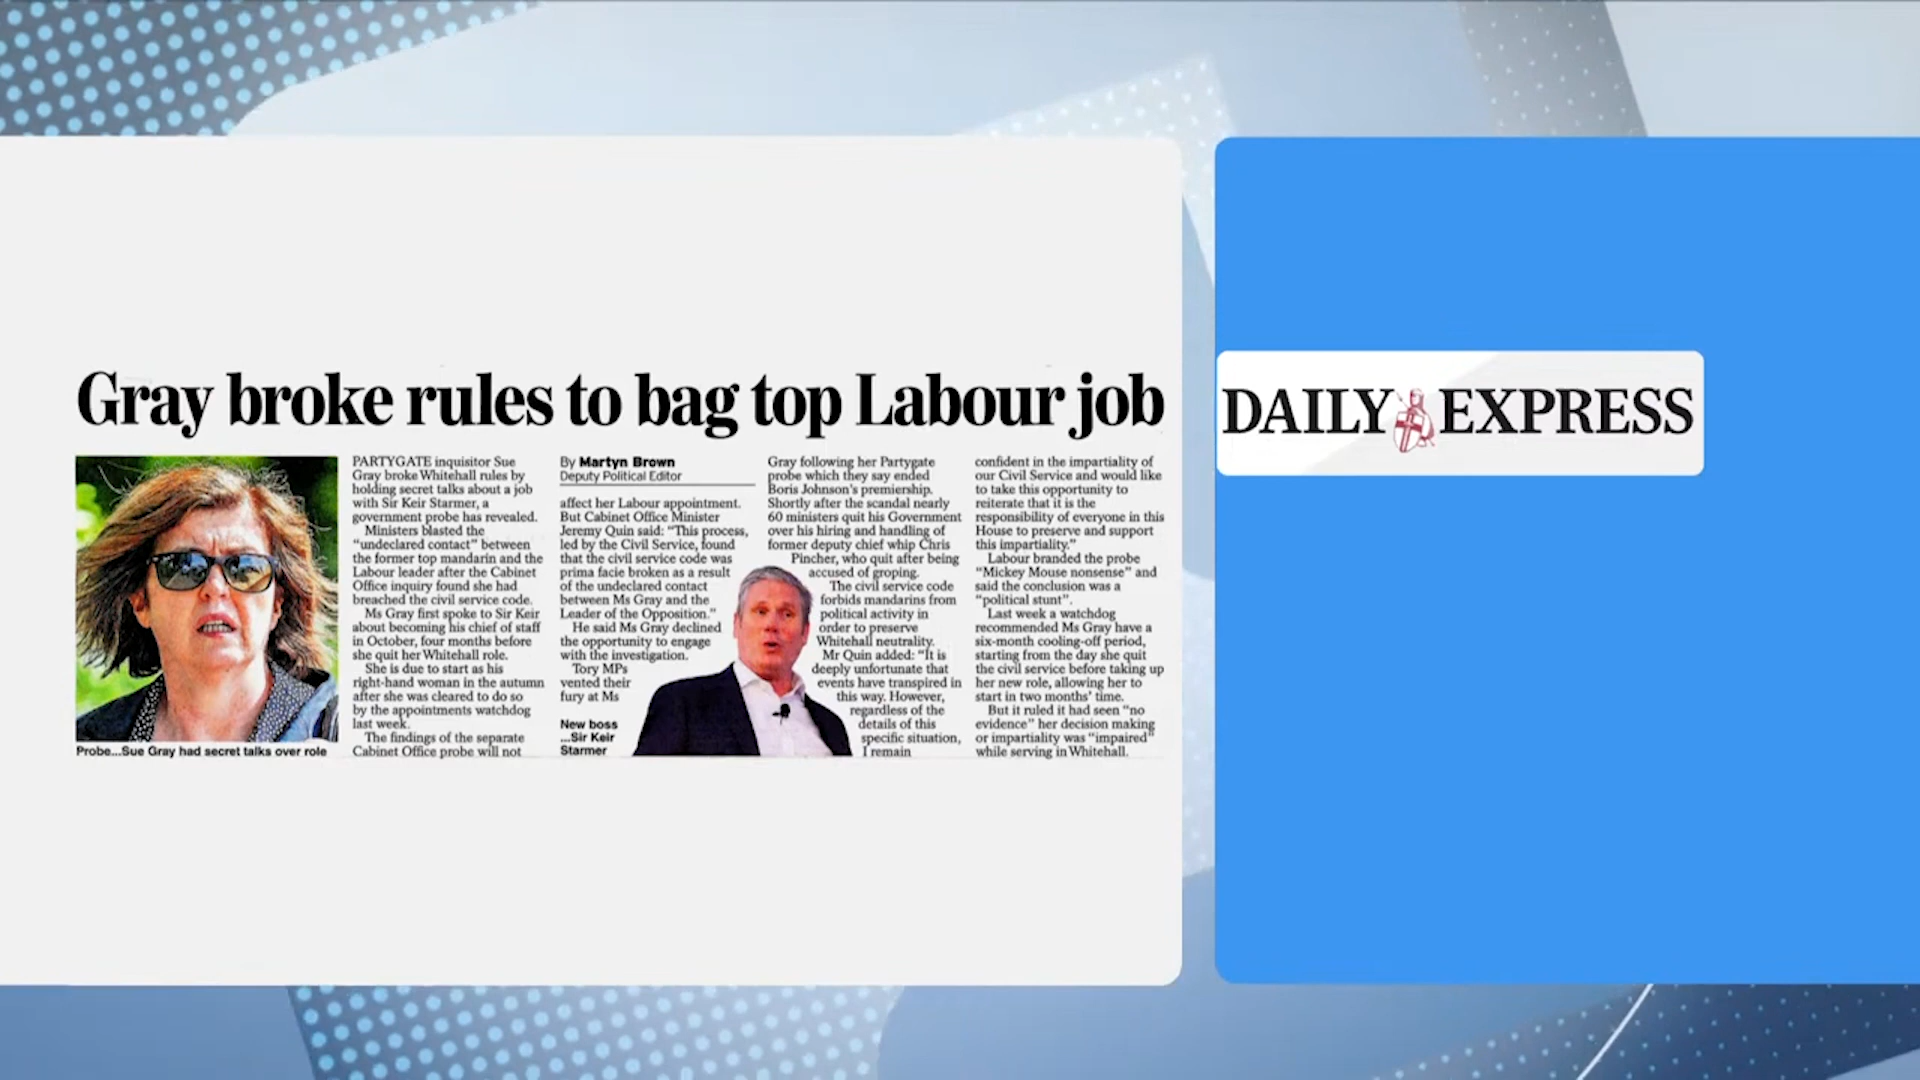 Gray broke rules to bag top Labour job
PARTYGATE inquisitor Sue
Gray broke Whitehall rules by
holding secret talks about a job
with Sir Keir Starmer, a
government probe has revealed.
Ministers blasted the
“undeclared contact” between
the former top mandarin and the
Labour leader after the Cabinet
Office inquiry found she had
breached the civil service code.
Ms Gray first spoke to Sir Keir
about becoming his chief of staff
in October, four months before
she quit her Whitehall role.
She is due to start as his
right-hand woman in the autumn
after she was cleared to do so
by the appointments watchdog
last week.
The findings of the separate
Cabinet Office probe will not
Probe...Sue Gray had secret talks over role
By Martyn Brown
Deputy Political Editor
affect her Labour appointment.
But Cabinet Office Minister
Jeremy Quin said: “This process,
led by the Civil Service, found
that the civil service code was
prima facie broken as a result
of the undeclared contact
between Ms Gray and the
Leader of the Opposition.”
He said Ms Gray declined
the opportunity to engage
with the investigation.
Tory MPs
vented their
fury at Ms
New boss
...Sir Keir
Starmer
Gray following her Partygate
probe which they say ended
Boris Johnson’s premiership.
Shortly after the scandal nearly
60 ministers quit his Government
over his hiring and handling of
former deputy chief whip Chris
Pincher, who quit after being
accused of groping.
The civil service code
forbids mandarins from
political activity in
order to preserve
Whitehall neutrality.
Mr Quin added: “It is
deeply unfortunate that
events have transpired in
this way. However,
regardless of the
details of this
specific situation,
I remain
confident in the impartiality of
our Civil Service and would like
to take this opportunity to
reiterate that it is the
responsibility of everyone in this
House to preserve and support
this impartiality.”
Labour branded the probe
“Mickey Mouse nonsense” and
said the conclusion was a
“political stunt”.
Last week a watchdog
recommended Ms Gray have a
six-month cooling-off period,
starting from the day she quit
the civil service before taking up
her new role, allowing her to
start in two months’ time.
But it ruled it had seen “no
evidence” her decision making
or impartiality was “impaired”
while serving in Whitehall.
DAILY EXPRESS